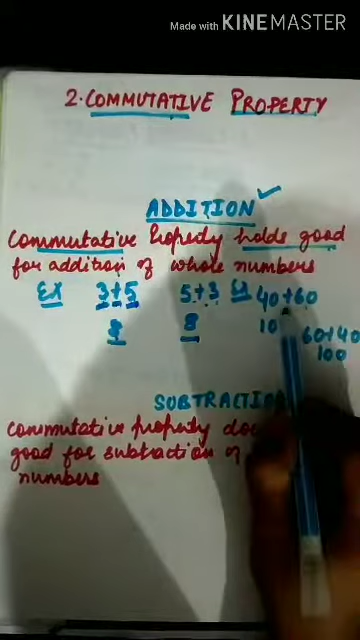 Made with KINEMASTER
2. COMMUTATIVE PROPERTY
ADDITION ✓
Commutative Property holds good
for addition of whole numbers
EX 3+5 5+3 EX 40+60
8 8 10 60+40
100
SUBTRACTION
Commutative property
good for subtraction of
numbers